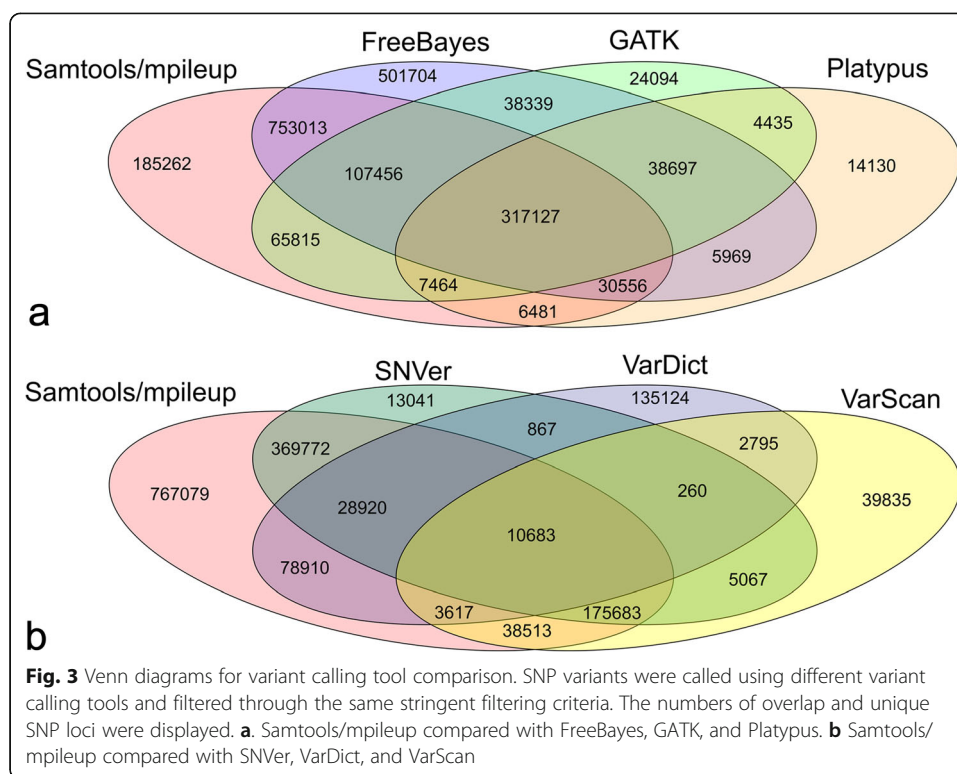 FreeBayes
GATK
Samtools/mpileup
Platypus
501704
24094
38339
4435
753013
185262
107456
38697
14130
317127
65815
5969
7464
30556
6481
a
SNVer
VarDict
Samtools/mpileup
VarScan
13041
135124
867
2795
369772
767079
28920
260
39835
10683
78910
5067
3617
175683
38513
b
Fig. 3 Venn diagrams for variant calling tool comparison. SNP variants were called using different variant
calling tools and filtered through the same stringent filtering criteria. The numbers of overlap and unique
SNP loci were displayed. a. Samtools/mpileup compared with FreeBayes, GATK, and Platypus. b Samtools/
mpileup compared with SNVer, VarDict, and VarScan